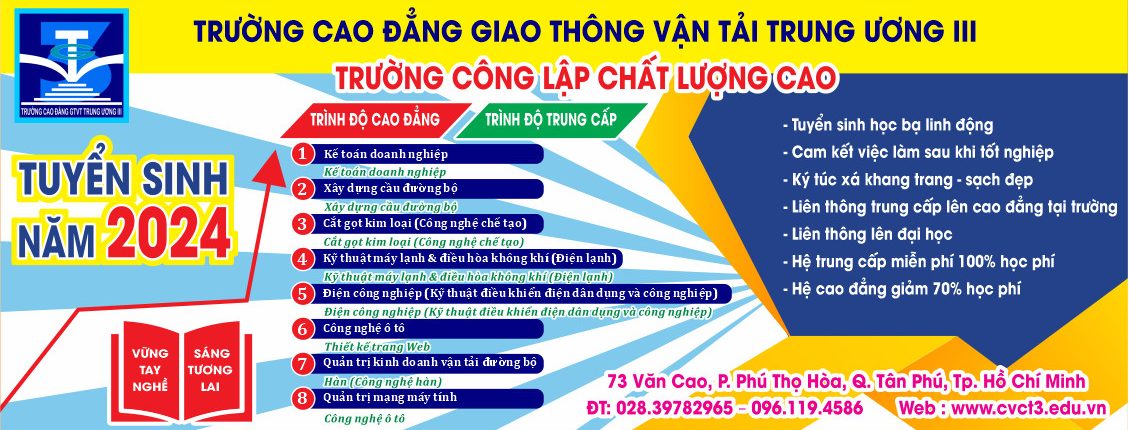 TRƯỜNG CAO ĐẲNG GIAO THÔNG VẬN TẢI TRUNG ƯƠNG III
TRƯỜNG CÔNG LẬP CHẤT LƯỢNG CAO
3
TRƯỜNG CAO ĐẲNG GTVT TRUNG ƯƠNG III
TUYỂN SINH
NĂM 2024
VỮNG
TAY
NGHỀ
SÁNG
TƯƠNG
LAI
TRÌNH ĐỘ CAO ĐẲNG
TRÌNH ĐỘ TRUNG CẤP
1 Kế toán doanh nghiệp
Kế toán doanh nghiệp
2 Xây dựng cầu đường bộ
Xây dựng cầu đường bộ
3 Cắt gọt kim loại (Công nghệ chế tạo)
Cắt gọt kim loại (Công nghệ chế tạo)
4 Kỹ thuật máy lạnh & điều hòa không khí (Điện lạnh)
Kỹ thuật máy lạnh & điều hòa không khí (Điện lạnh)
5 Điện công nghiệp (Kỹ thuật điều khiển điện dân dụng và công nghiệp)
Điện công nghiệp (Kỹ thuật điều khiển điện dân dụng và công nghiệp)
6 Công nghệ ô tô
Thiết kế trang Web
7 Quản trị kinh doanh vận tải đường bộ
Hàn (Công nghệ hàn)
8 Quản trị mạng máy tính
Công nghệ ô tô
- Tuyển sinh học bạ linh động
- Cam kết việc làm sau khi tốt nghiệp
- Ký túc xá khang trang - sạch đẹp
- Liên thông trung cấp lên cao đẳng tại trường
- Liên thông lên đại học
- Hệ trung cấp miễn phí 100% học phí
- Hệ cao đẳng giảm 70% học phí
73 Văn Cao, P. Phú Thọ Hòa, Q. Tân Phú, Tp. Hồ Chí Minh
ĐT: 028.39782965 - 096.119.4586 Web : www.cvct3.edu.vn